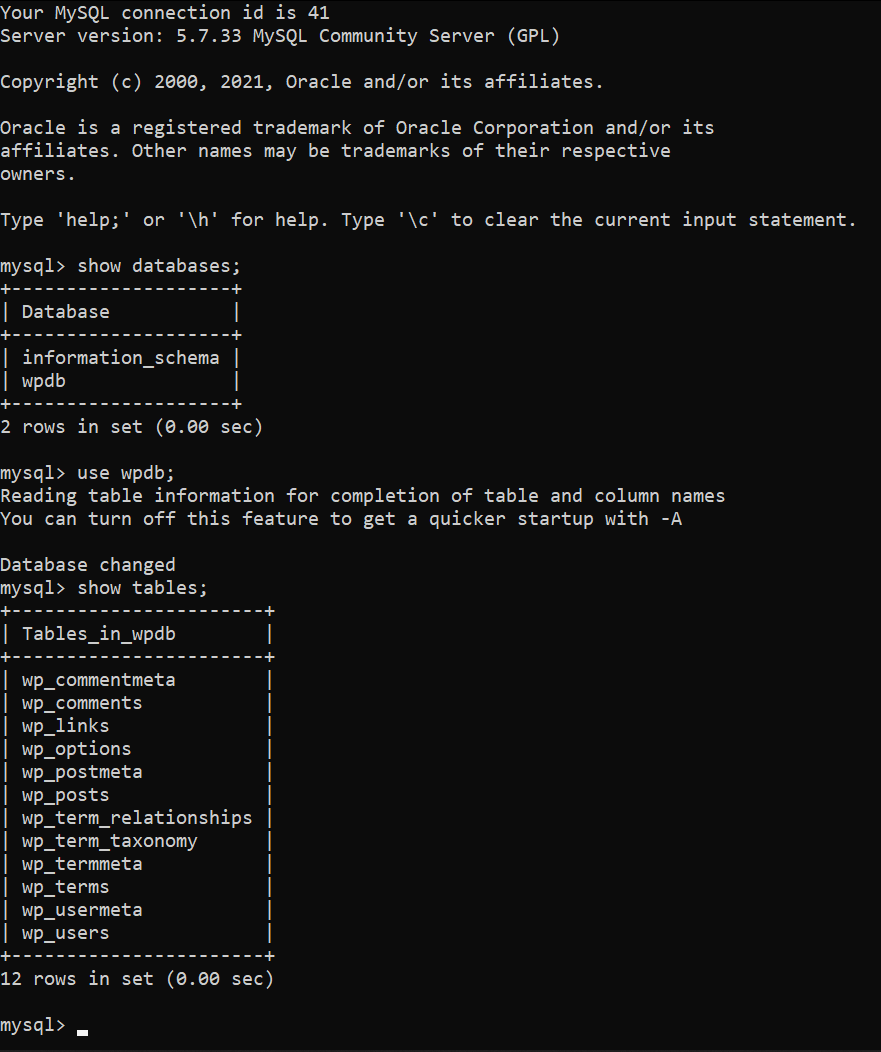 Your MySQL connection id is 41
Server version: 5.7.33 MySQL Community Server (GPL)

Copyright (c) 2000, 2021, Oracle and/or its affiliates.

Oracle is a registered trademark of Oracle Corporation and/or its
affiliates. Other names may be trademarks of their respective
owners.

Type 'help;' or '\h' for help. Type '\c' to clear the current input statement.

mysql> show databases;
+--------------------+
| Database           |
+--------------------+
| information_schema |
| wpdb               |
+--------------------+
2 rows in set (0.00 sec)

mysql> use wpdb;
Reading table information for completion of table and column names
You can turn off this feature to get a quicker startup with -A

Database changed
mysql> show tables;
+-----------------------+
| Tables_in_wpdb        |
+-----------------------+
| wp_commentmeta        |
| wp_comments           |
| wp_links              |
| wp_options            |
| wp_postmeta           |
| wp_posts              |
| wp_term_relationships |
| wp_term_taxonomy      |
| wp_termmeta           |
| wp_terms              |
| wp_usermeta           |
| wp_users              |
+-----------------------+
12 rows in set (0.00 sec)

mysql> _